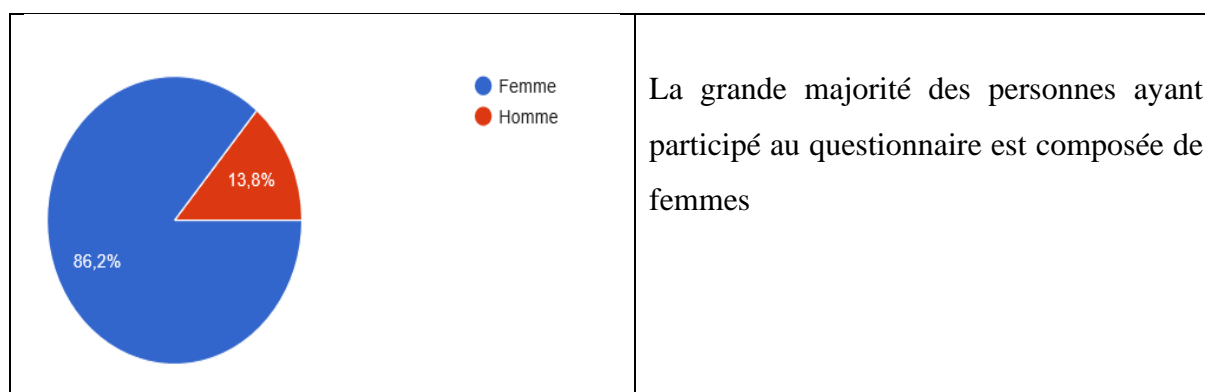 Femme
Homme
13,8%
86,2%
La grande majorité des personnes ayant
participé au questionnaire est composée de
femmes